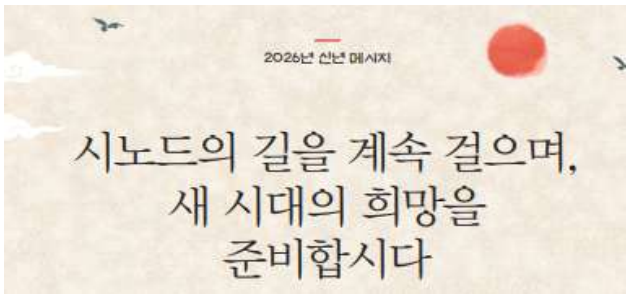 2026년 신년 메시지
시노드의 길을 계속 걸으며,
새 시대의 희망을
준비합시다